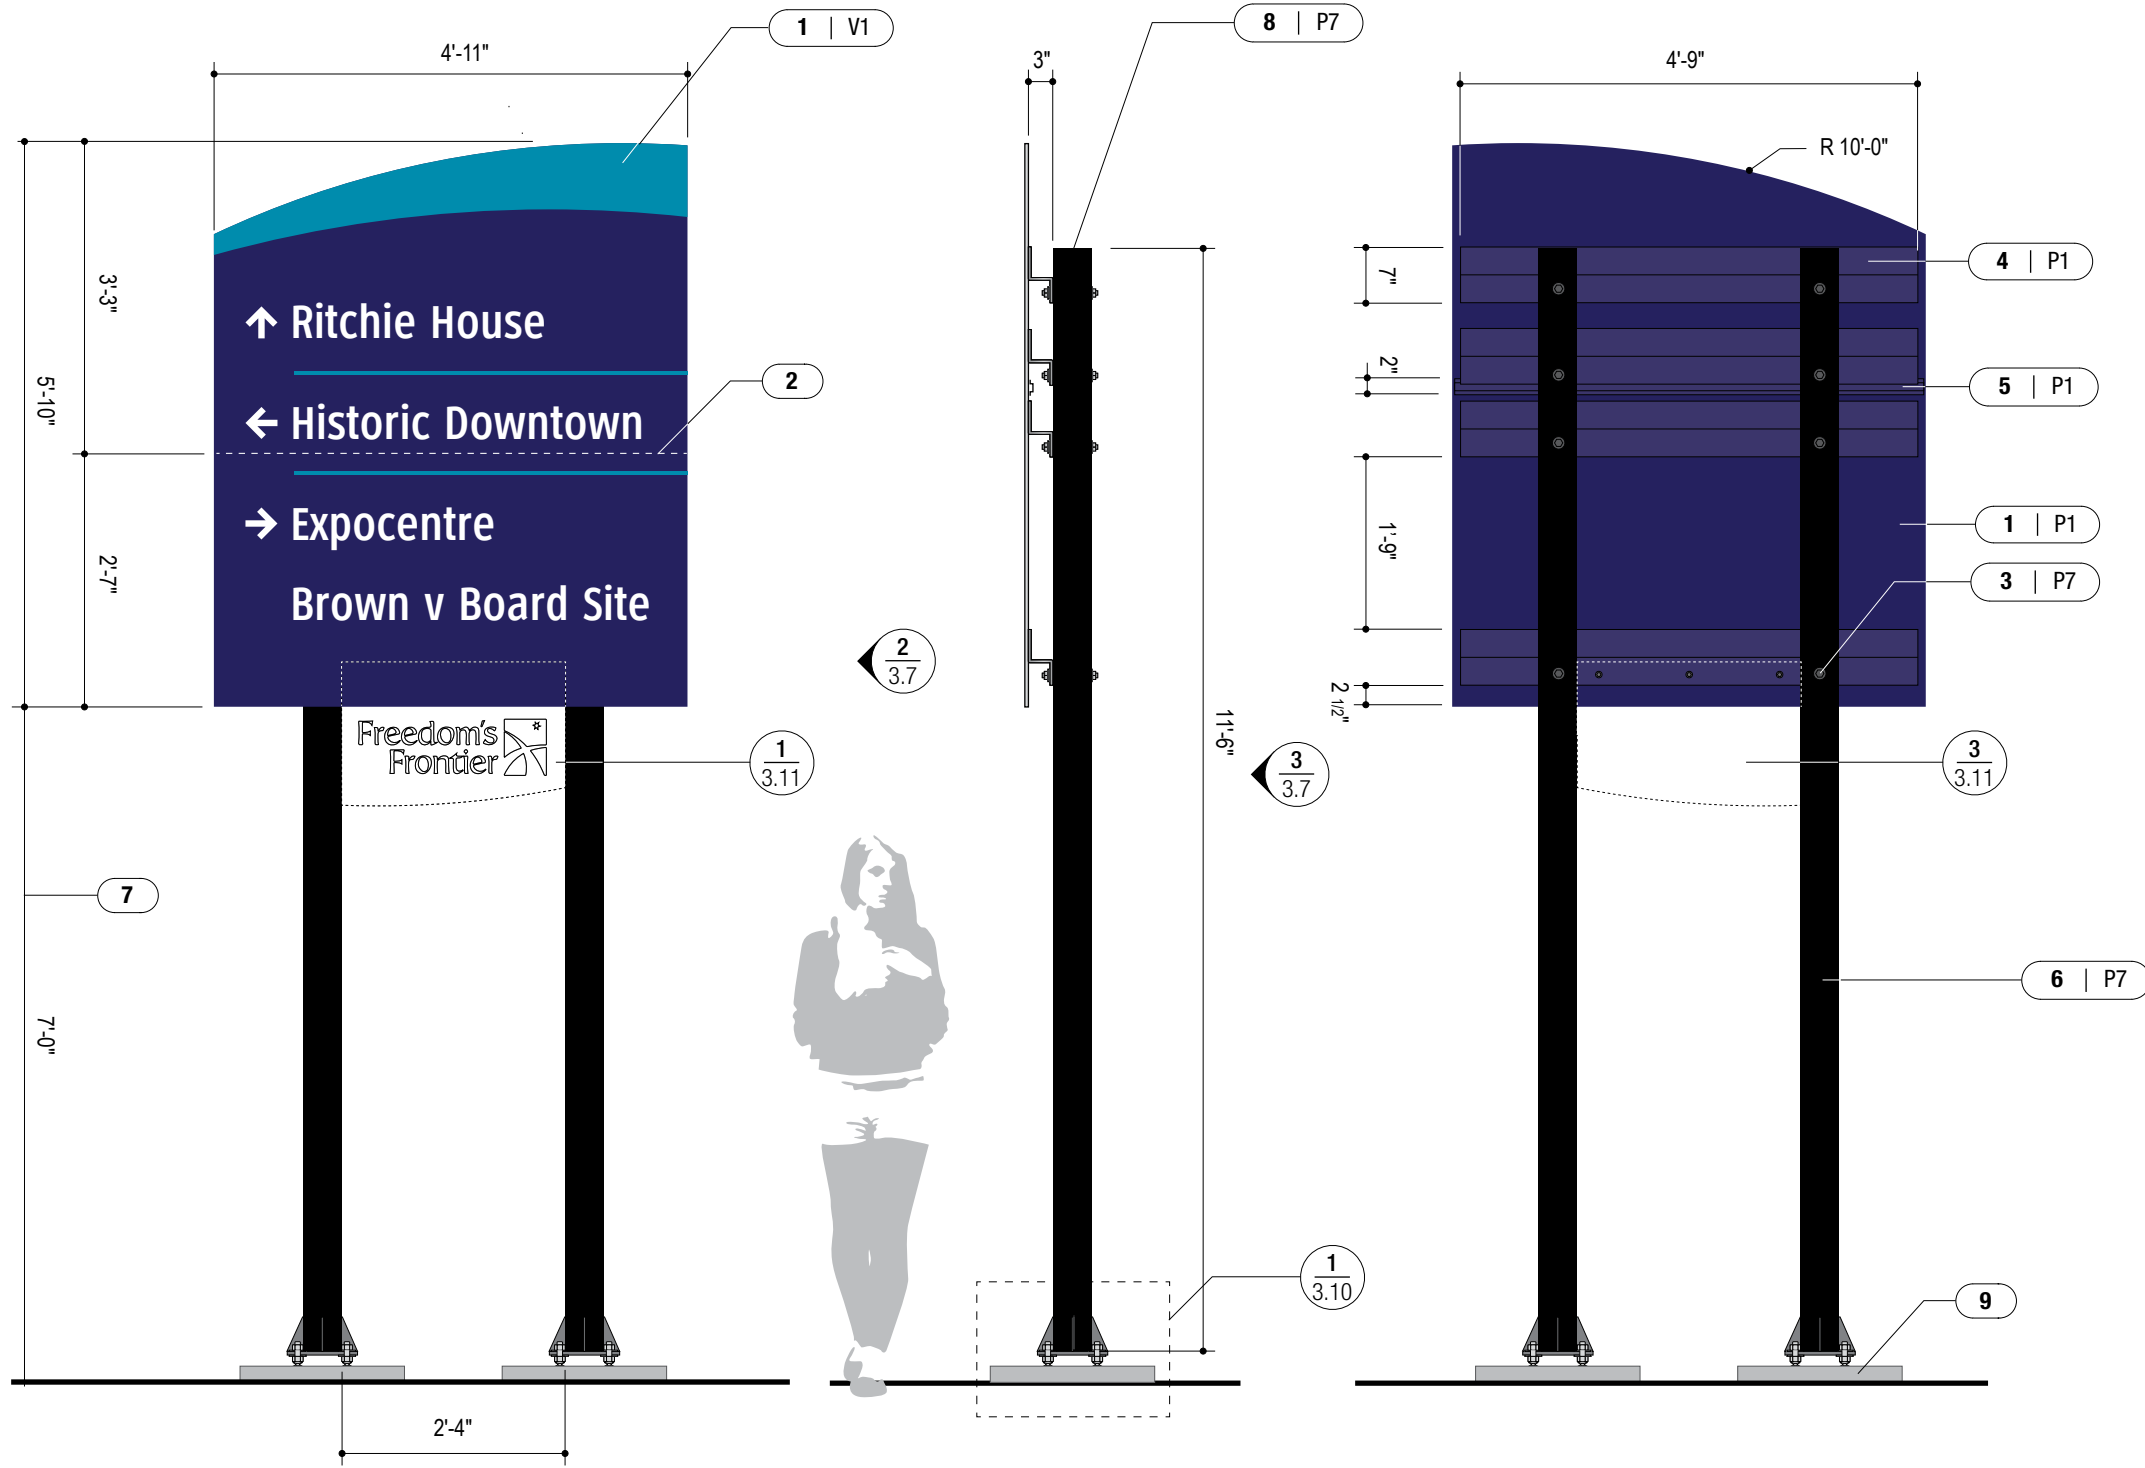 4'-11"
1 | V1
3'-3"
5'-10"
2'-7"
7'-0"
7
Ritchie House
Historic Downtown
Expocentre
Brown v Board Site
2
Freedom's
Frontier
1
3.11
2'-4"
3"
8 | P7
2
3.7
11'-6"
3
3.7
1
3.10
4'-9"
R 10'-0"
7"
2"
1'-9"
2 1/2"
4 | P1
5 | P1
1 | P1
3 | P7
3
3.11
6 | P7
9